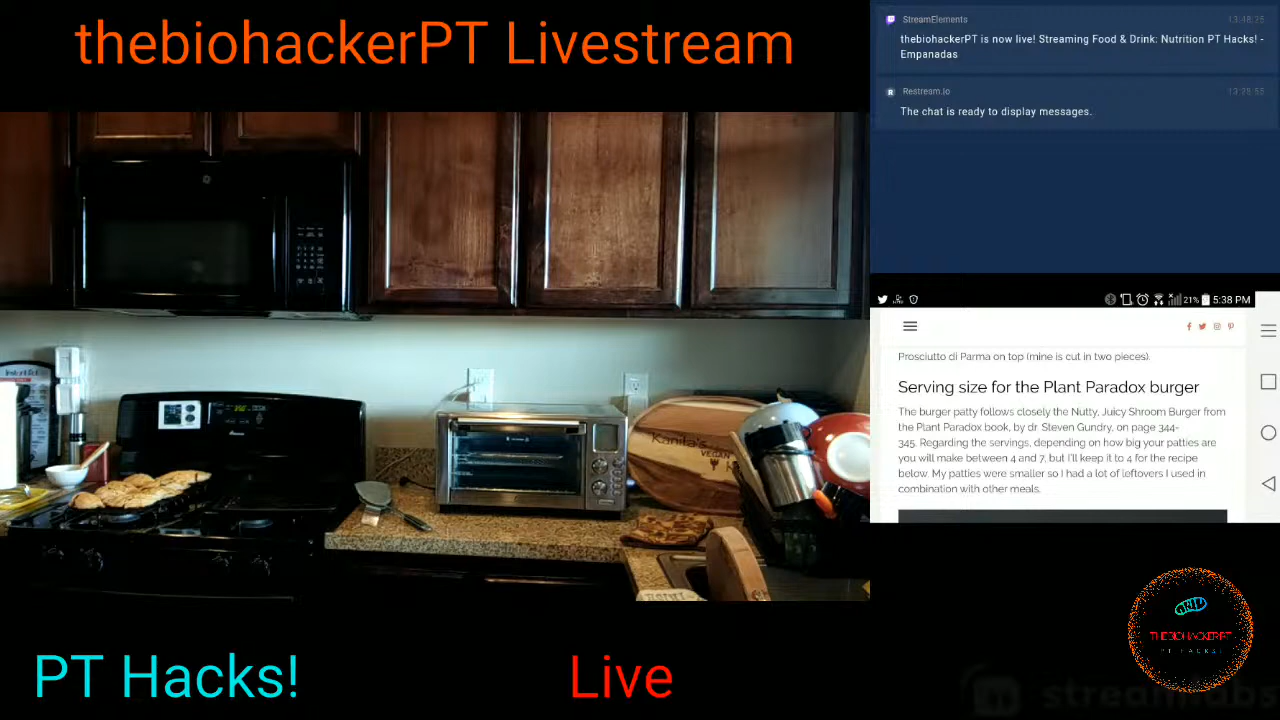 thebiohackerPT Livestream
StreamElements
13:48:25
thebiohackerPT is now live! Streaming Food & Drink: Nutrition PT Hacks! -
Empanadas
Restream.io
The chat is ready to display messages.
21% 5:38 PM
Prosciutto di Parma on top (mine is cut in two pieces).
Serving size for the Plant Paradox burger
The burger patty follows closely the Nutty, Juicy Shroom Burger from
the Plant Paradox book, by dr Steven Gundry, on page 344-
345. Regarding the servings, depending on how big your patties are
you will make between 4 and 7, but I'll keep it to 4 for the recipe
below. My patties were smaller so I had a lot of leftovers I used in
combination with other meals.
Instant Pot
Kanita's
VEGAN
PT Hacks!
Live
THEBIOHACKERPT
PT HACKS!
streamlabs